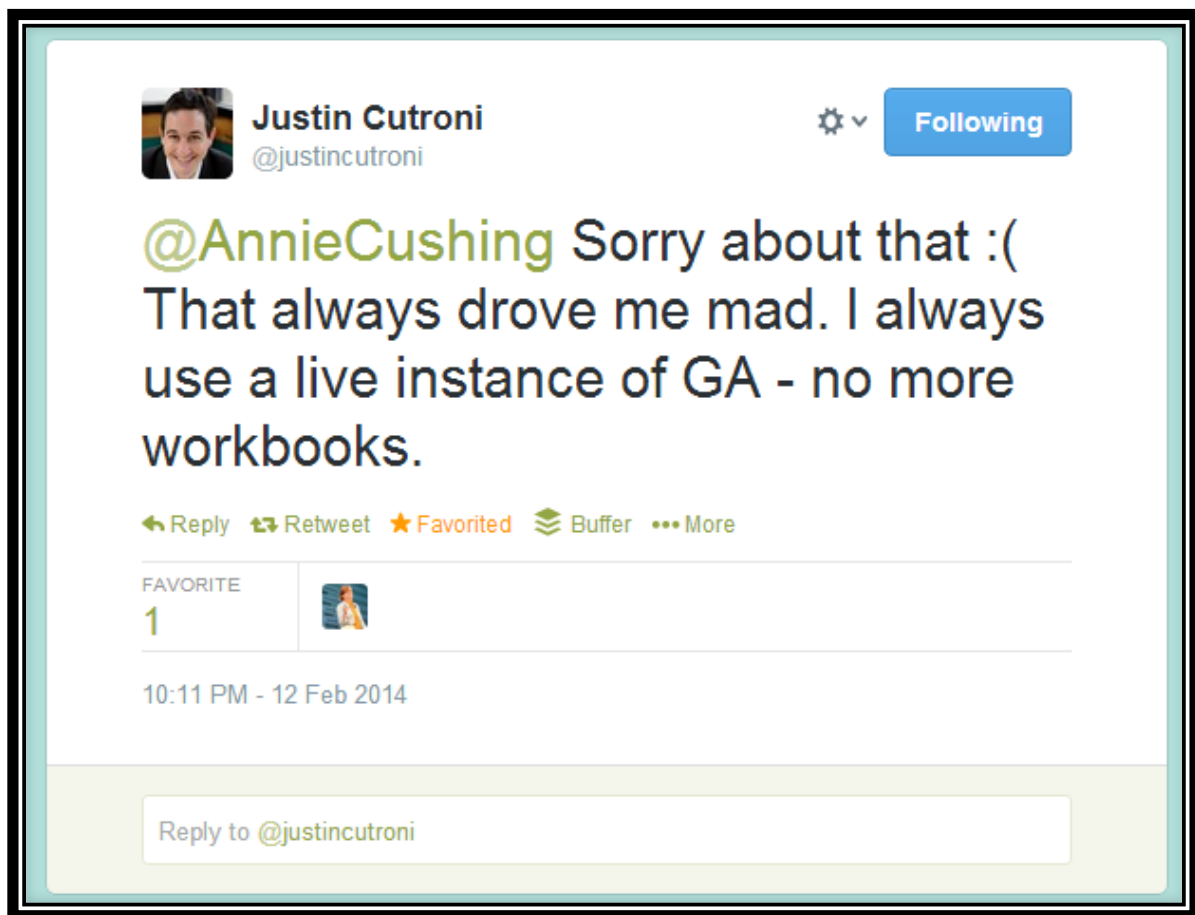 Justin Cutroni
@justincutroni
Following
@AnnieCushing Sorry about that :(
That always drove me mad. I always
use a live instance of GA - no more
workbooks.
Reply Retweet Favorited Buffer More
FAVORITE
1
10:11 PM - 12 Feb 2014
Reply to @justincutroni